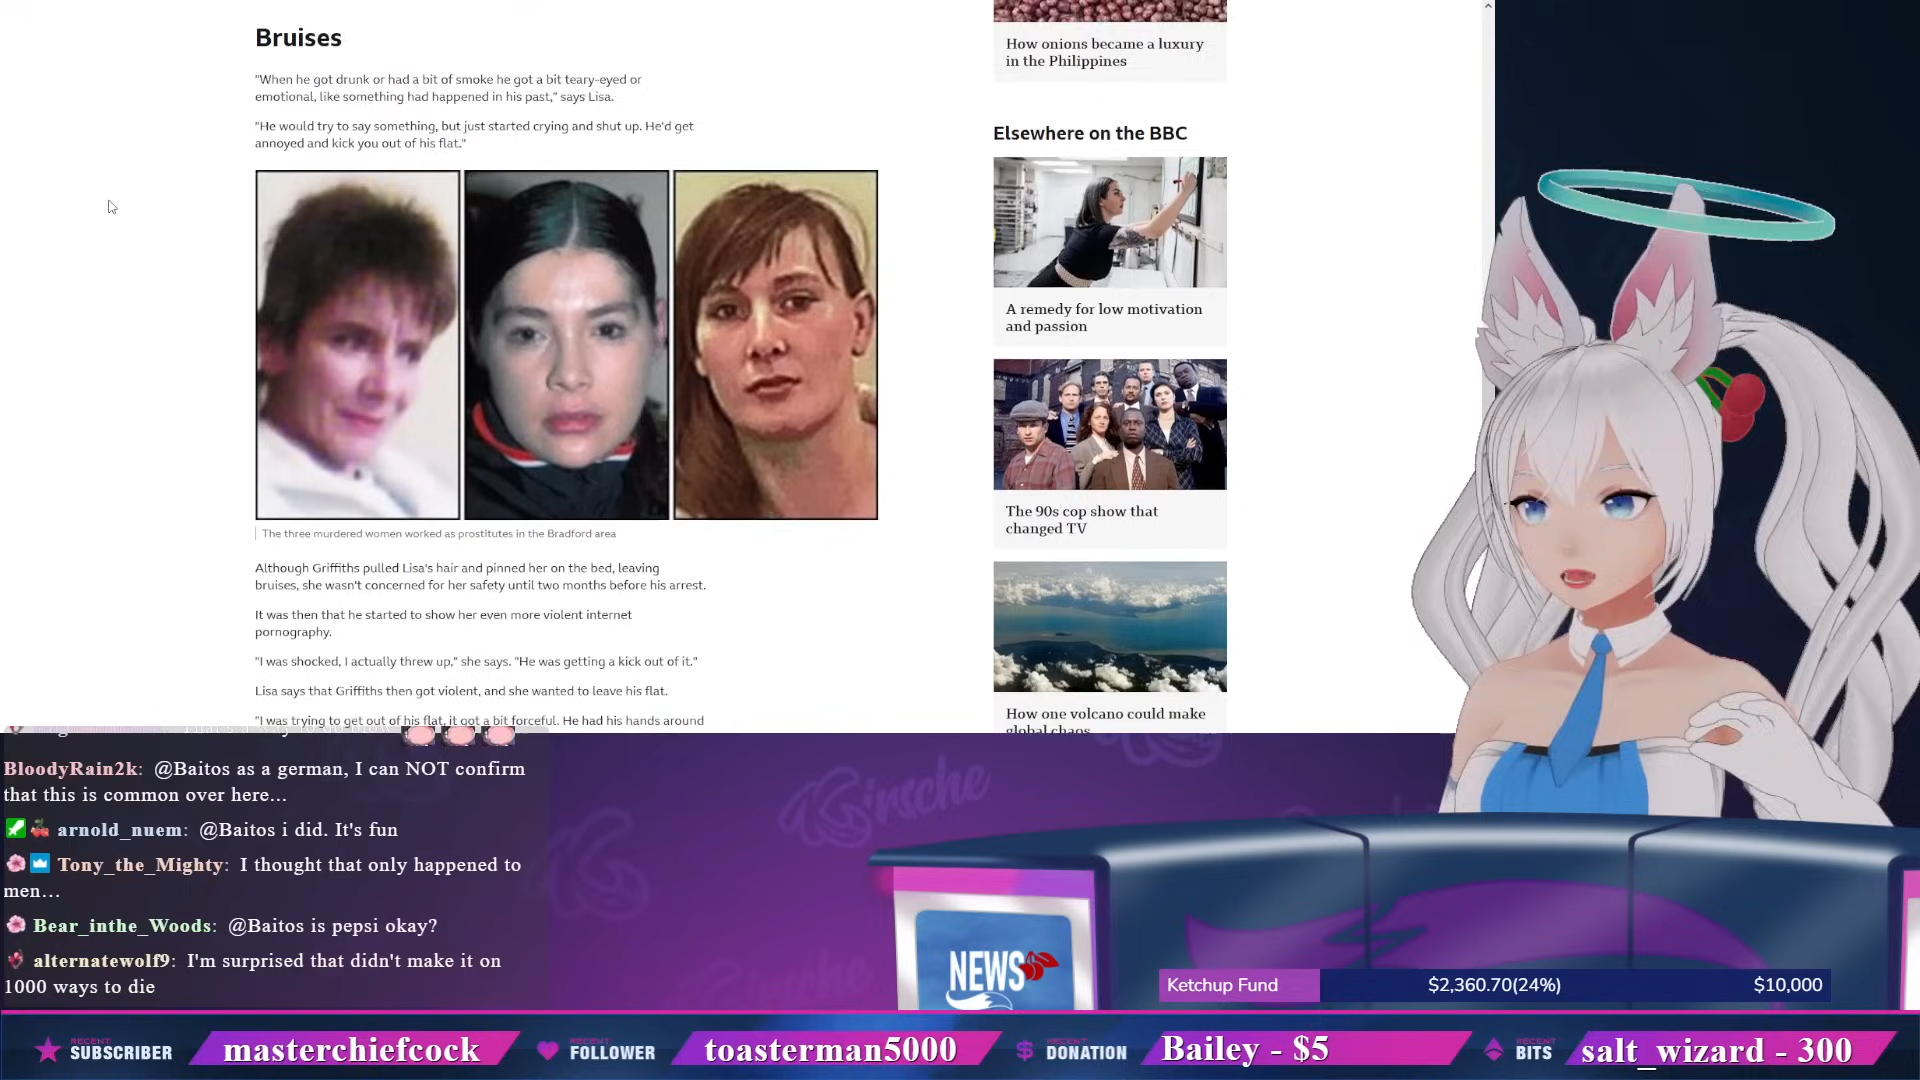 Bruises
"When he got drunk or had a bit of smoke he got a bit teary-eyed or
emotional, like something had happened in his past," says Lisa.
"He would try to say something, but just started crying and shut up. He'd get
annoyed and kick you out of his flat."
The three murdered women worked as prostitutes in the Bradford area
Although Griffiths pulled Lisa's hair and pinned her on the bed, leaving
bruises, she wasn't concerned for her safety until two months before his arrest.
It was then that he started to show her even more violent internet
pornography.
"I was shocked, I actually threw up," she says. "He was getting a kick out of it."
Lisa says that Griffiths then got violent, and she wanted to leave his flat.
"I was trying to get out of his flat, it got a bit forceful. He had his hands around
How onions became a luxury
in the Philippines
Elsewhere on the BBC
A remedy for low motivation
and passion
The 90s cop show that
changed TV
How one volcano could make
global chaos
BloodyRain2k: @Baitos as a german, I can NOT confirm
that this is common over here...
arnold_nuem: @Baitos i did. It's fun
Tony_the_Mighty: I thought that only happened to
men...
Bear_inthe_Woods: @Baitos is pepsi okay?
alternatewolf9: I'm surprised that didn't make it on
1000 ways to die
Girsche
NEWS
Ketchup Fund $2,360.70(24%) $10,000
RECENT SUBSCRIBER masterchiefcock
RECENT FOLLOWER toasterman5000
RECENT DONATION Bailey - $5
RECENT BITS salt_wizard - 300